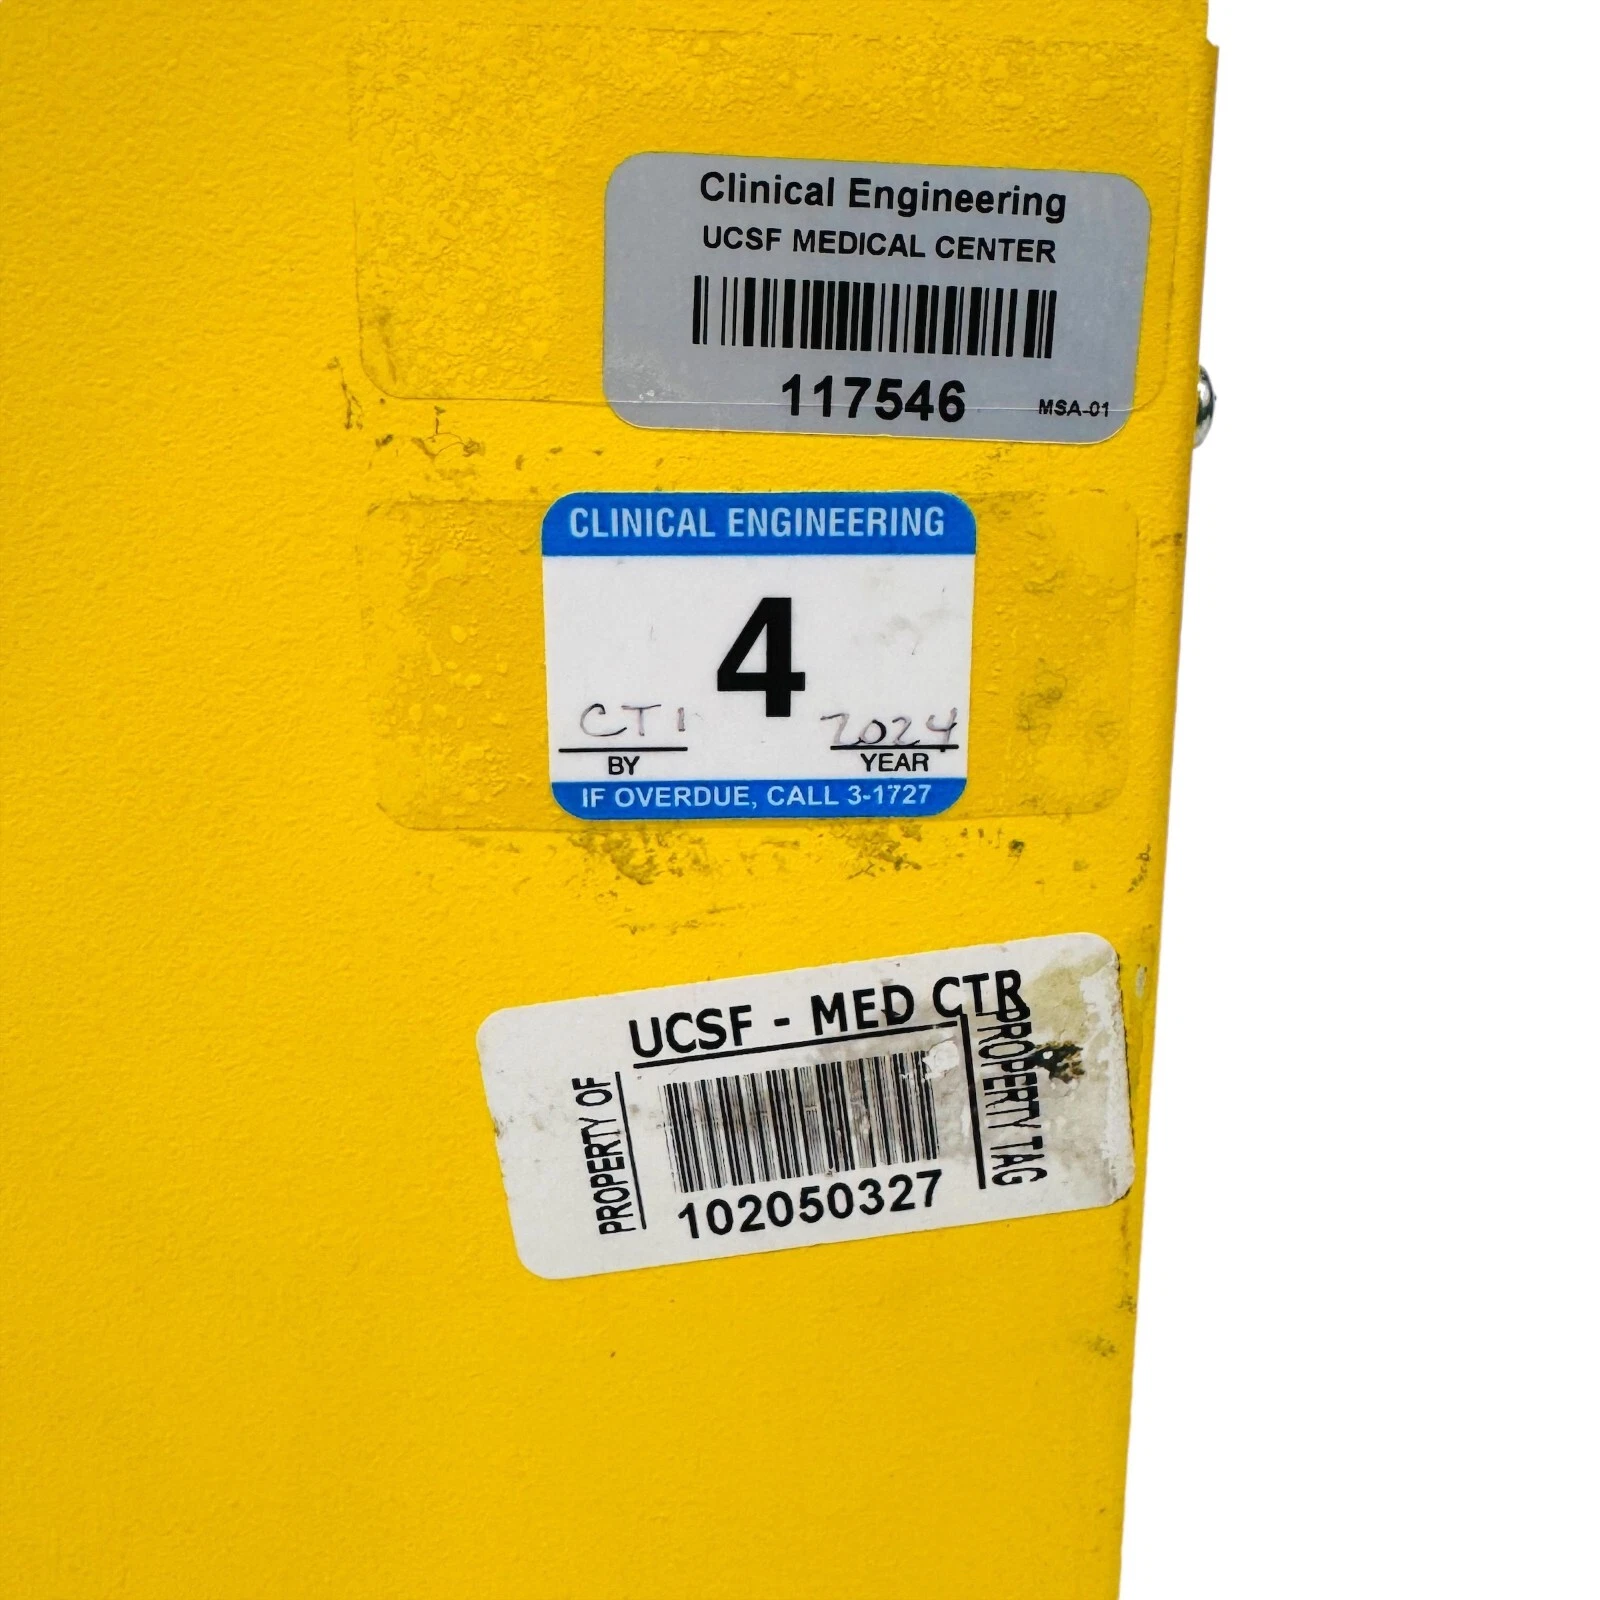 Clinical Engineering
UCSF MEDICAL CENTER
117546 MSA-01
CLINICAL ENGINEERING
4
CT1 2024
BY YEAR
IF OVERDUE, CALL 3-1727
UCSF - MED CTR
PROPERTY OF
PROPERTY TAG
102050327